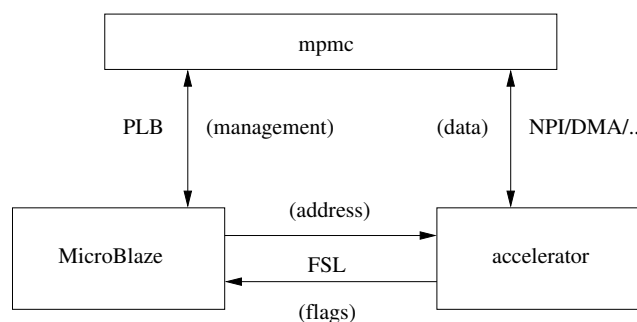 mpmc
PLB (management) (data) NPI/DMA/..
(address)
MicroBlaze accelerator
FSL
(flags)